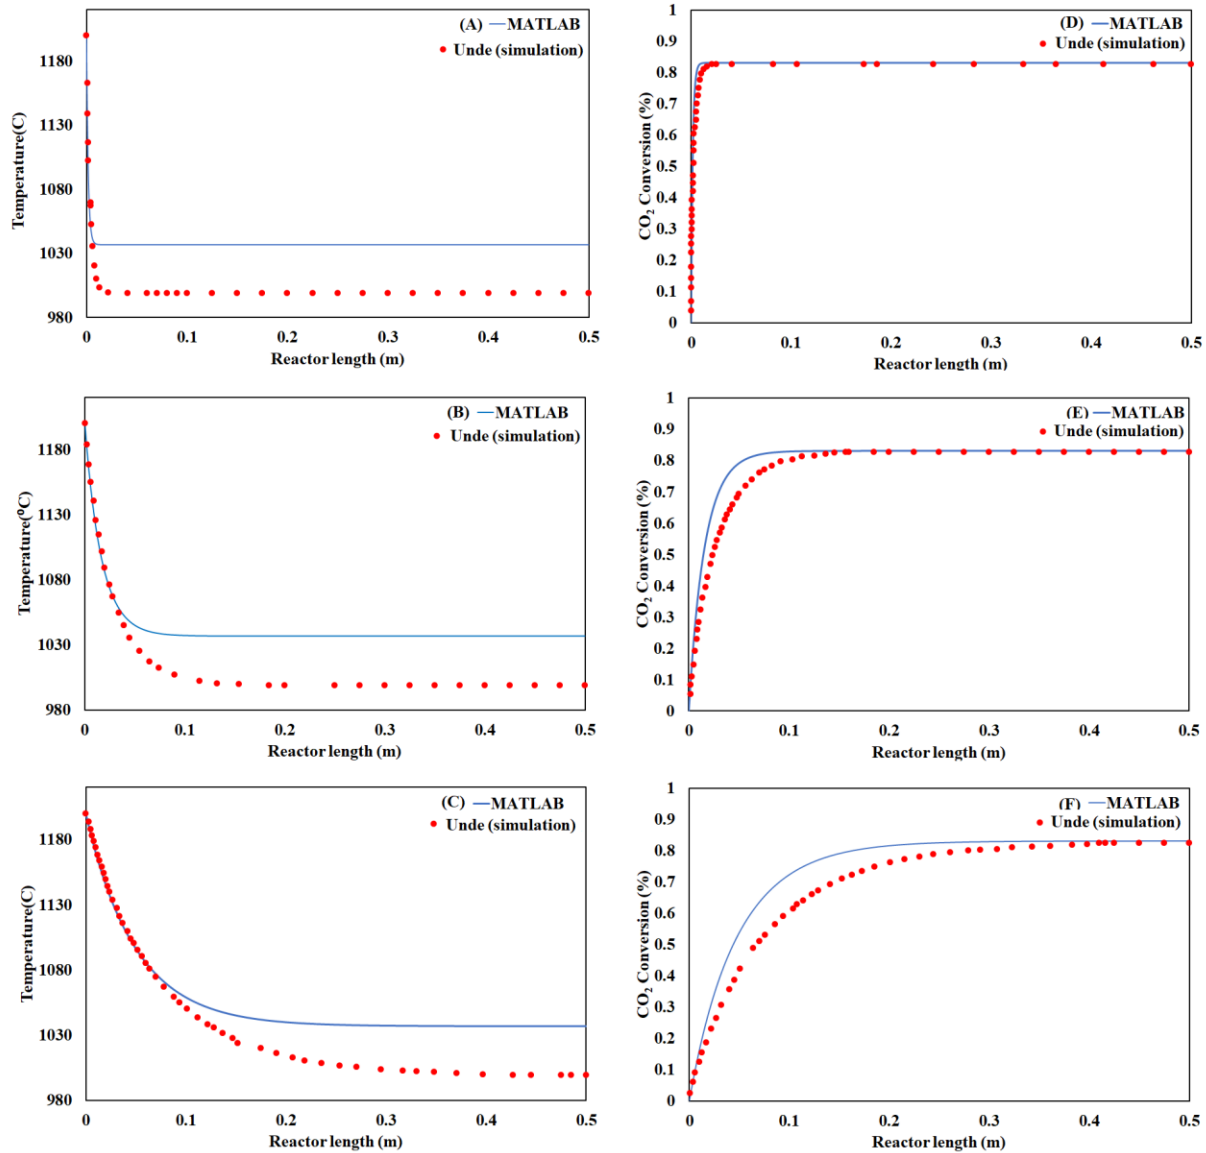 (A) MATLAB
Unde (simulation)
Temperature(C)
1180
1130
1080
1030
980
0 0.1 0.2 0.3 0.4 0.5
Reactor length (m)
(D) MATLAB
Unde (simulation)
CO₂ Conversion (%)
1
0.9
0.8
0.7
0.6
0.5
0.4
0.3
0.2
0.1
0
0 0.1 0.2 0.3 0.4 0.5
Reactor length (m)
(B) MATLAB
Unde (simulation)
Temperature(°C)
1180
1130
1080
1030
980
0 0.1 0.2 0.3 0.4 0.5
Reactor length (m)
(E) MATLAB
Unde (simulation)
CO₂ Conversion (%)
1
0.9
0.8
0.7
0.6
0.5
0.4
0.3
0.2
0.1
0
0 0.1 0.2 0.3 0.4 0.5
Reactor length (m)
(C) MATLAB
Unde (simulation)
Temperature(C)
1180
1130
1080
1030
980
0 0.1 0.2 0.3 0.4 0.5
Reactor length (m)
(F) MATLAB
Unde (simulation)
CO₂ Conversion (%)
1
0.9
0.8
0.7
0.6
0.5
0.4
0.3
0.2
0.1
0
0 0.1 0.2 0.3 0.4 0.5
Reactor length (m)